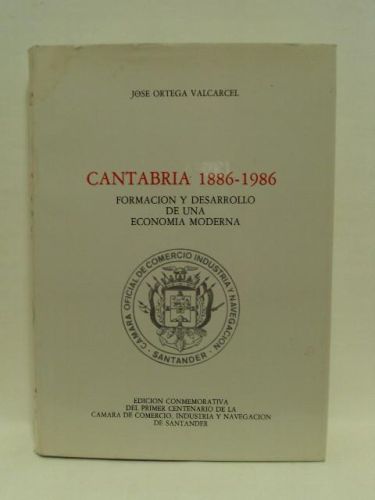 JOSE ORTEGA VALCARCEL
CANTABRIA 1886-1986
FORMACION Y DESARROLLO
DE UNA
ECONOMIA MODERNA
CAMARA OFICIAL DE COMERCIO INDUSTRIA Y NAVEGACION
·SANTANDER·
EDICION CONMEMORATIVA
DEL PRIMER CENTENARIO DE LA
CAMARA DE COMERCIO, INDUSTRIA Y NAVEGACION
DE SANTANDER